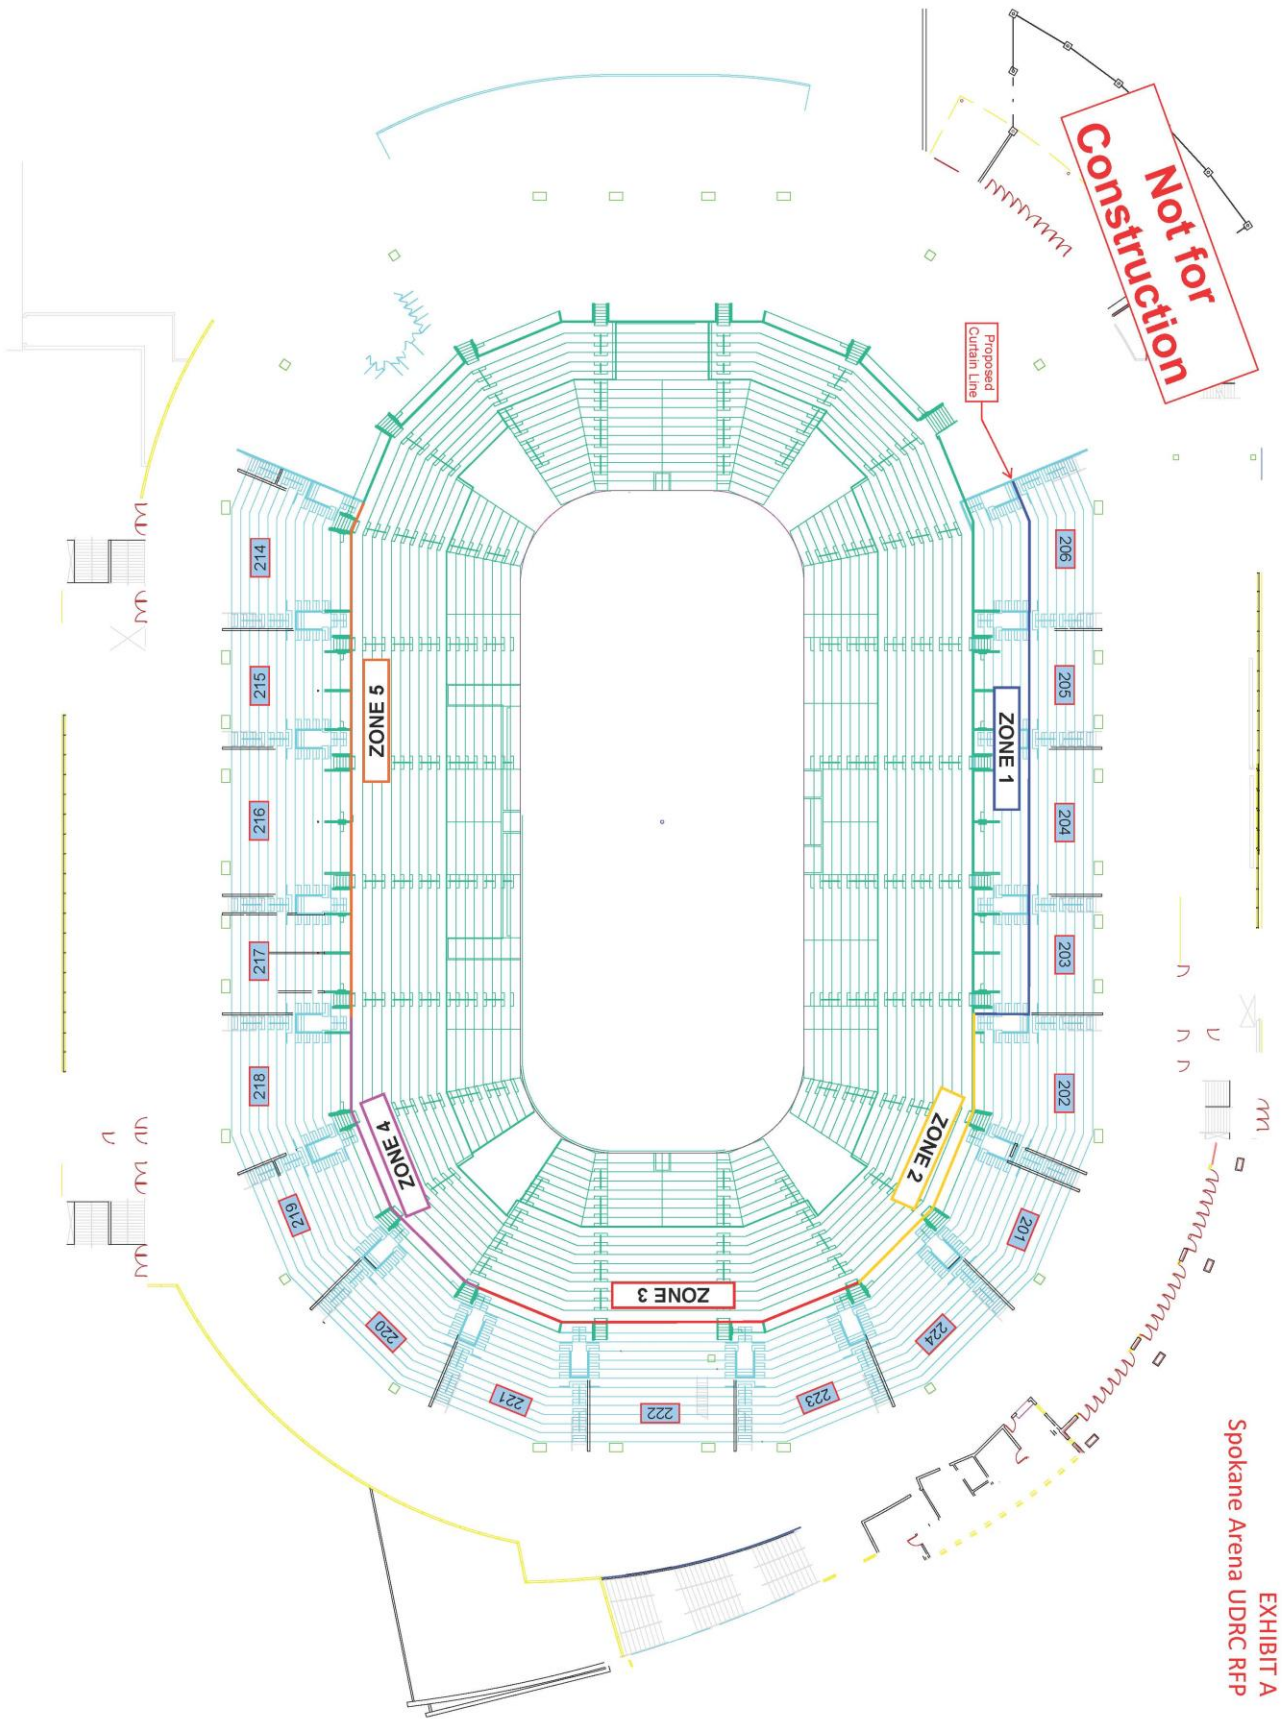 EXHIBIT A
Spokane Arena UDRC RFP
Not for
Construction
Proposed
Curtain Line
206
205
204
203
202
201
224
223
222
221
220
219
218
217
216
215
214
ZONE 1
ZONE 2
ZONE 3
ZONE 4
ZONE 5